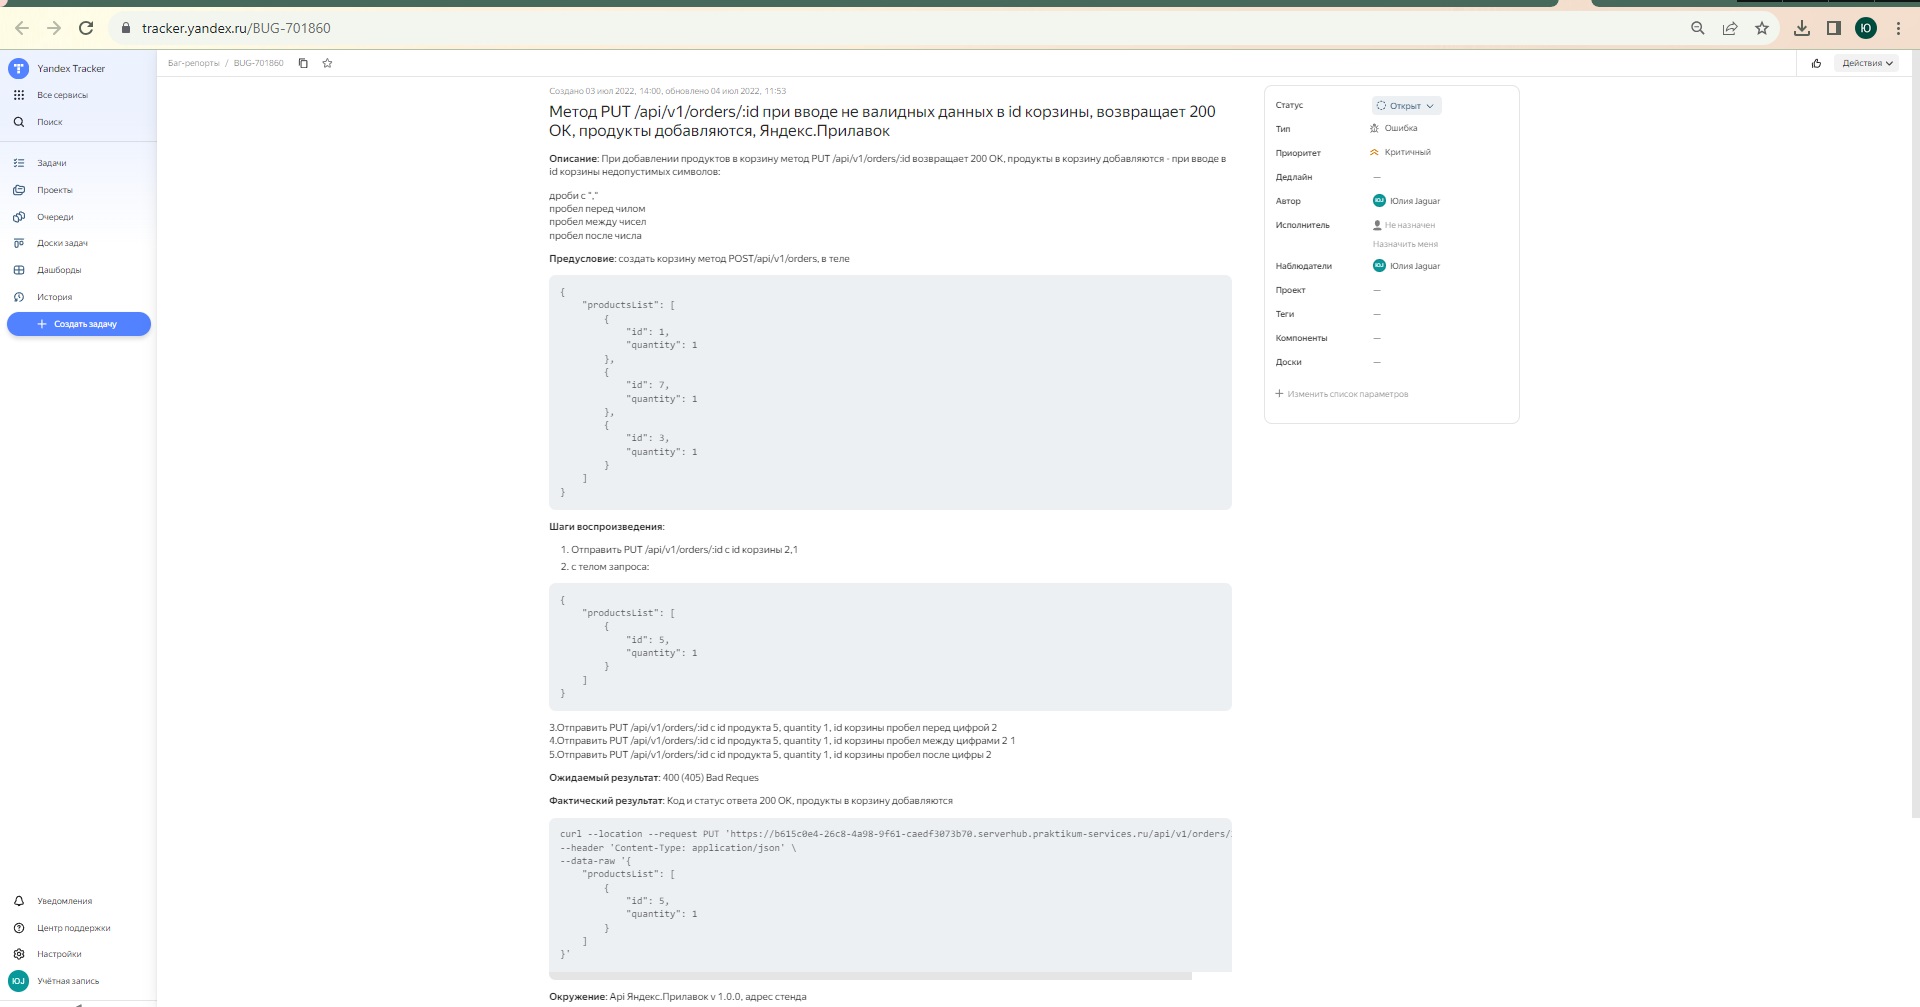 tracker.yandex.ru/BUG-701860
Ю
Yandex Tracker
Все сервисы
Поиск
Задачи
Проекты
Очереди
Доски задач
Дашборды
История
Создать задачу
Уведомления
Центр поддержки
Настройки
ЮJ Учётная запись
Баг-репорты / BUG-701860
Действия
Создано 03 июл 2022, 14:00, обновлено 04 июл 2022, 11:53
Метод PUT /api/v1/orders/:id при вводе не валидных данных в id корзины, возвращает 200
ОК, продукты добавляются, Яндекс.Прилавок
Описание: При добавлении продуктов в корзину метод PUT /api/v1/orders/:id возвращает 200 ОК, продукты в корзину добавляются - при вводе в
id корзины недопустимых символов:
дроби с ","
пробел перед чилом
пробел между чисел
пробел после числа
Предусловие: создать корзину метод POST/api/v1/orders, в теле
{
"productsList": [
{
"id": 1,
"quantity": 1
},
{
"id": 7,
"quantity": 1
},
{
"id": 3,
"quantity": 1
}
]
}
Шаги воспроизведения:
1. Отправить PUT /api/v1/orders/:id с id корзины 2,1
2. с телом запроса:
{
"productsList": [
{
"id": 5,
"quantity": 1
}
]
}
3.Отправить PUT /api/v1/orders/:id с id продукта 5, quantity 1, id корзины пробел перед цифрой 2
4.Отправить PUT /api/v1/orders/:id с id продукта 5, quantity 1, id корзины пробел между цифрами 2 1
5.Отправить PUT /api/v1/orders/:id с id продукта 5, quantity 1, id корзины пробел после цифры 2
Ожидаемый результат: 400 (405) Bad Reques
Фактический результат: Код и статус ответа 200 ОК, продукты в корзину добавляются
curl --location --request PUT 'https://b615c0e4-26c8-4a98-9f61-caedf3073b70.serverhub.praktikum-services.ru/api/v1/orders/
--header 'Content-Type: application/json' \
--data-raw '{
"productsList": [
{
"id": 5,
"quantity": 1
}
]
}'
Окружение: Api Яндекс.Прилавок v 1.0.0, адрес стенда
Статус Открыт
Тип Ошибка
Приоритет Критичный
Дедлайн —
Автор ЮJ Юлия Jaguar
Исполнитель Не назначен
Назначить меня
Наблюдатели ЮJ Юлия Jaguar
Проект —
Теги —
Компоненты —
Доски —
Изменить список параметров